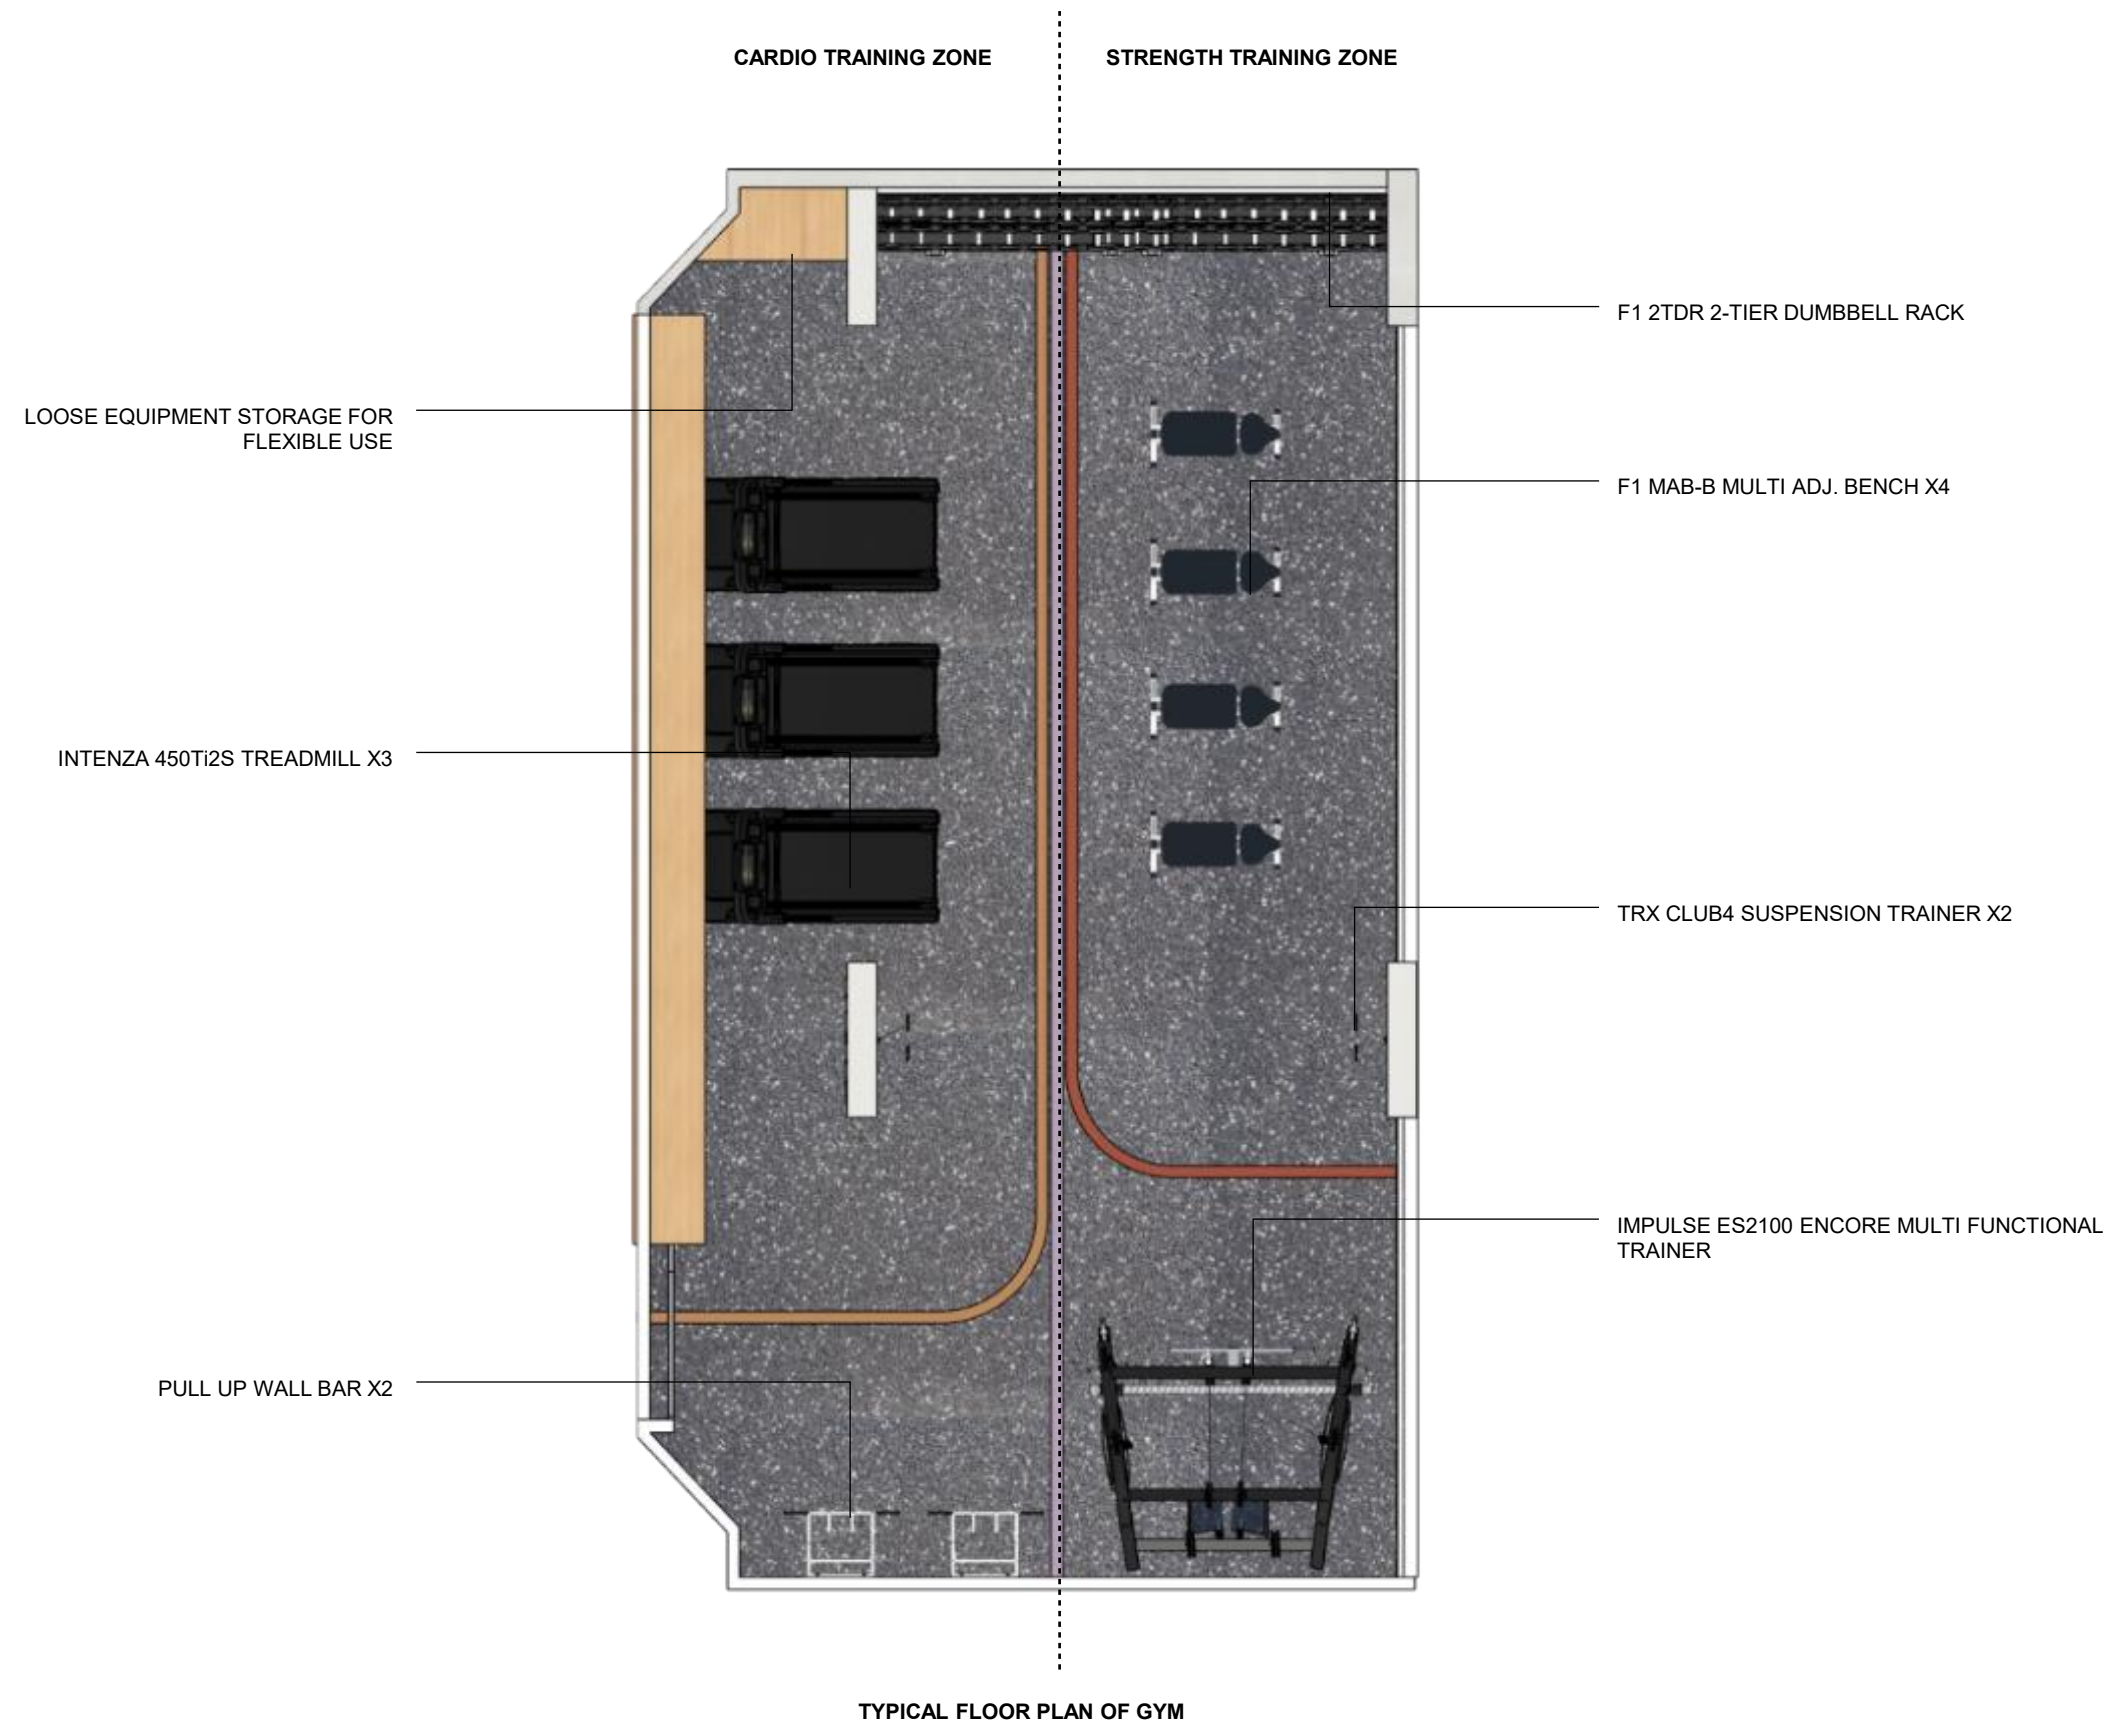 CARDIO TRAINING ZONE
STRENGTH TRAINING ZONE
F1 2TDR 2-TIER DUMBBELL RACK
LOOSE EQUIPMENT STORAGE FOR
FLEXIBLE USE
F1 MAB-B MULTI ADJ. BENCH X4
INTENZA 450Ti2S TREADMILL X3
TRX CLUB4 SUSPENSION TRAINER X2
IMPULSE ES2100 ENCORE MULTI FUNCTIONAL
TRAINER
PULL UP WALL BAR X2
TYPICAL FLOOR PLAN OF GYM